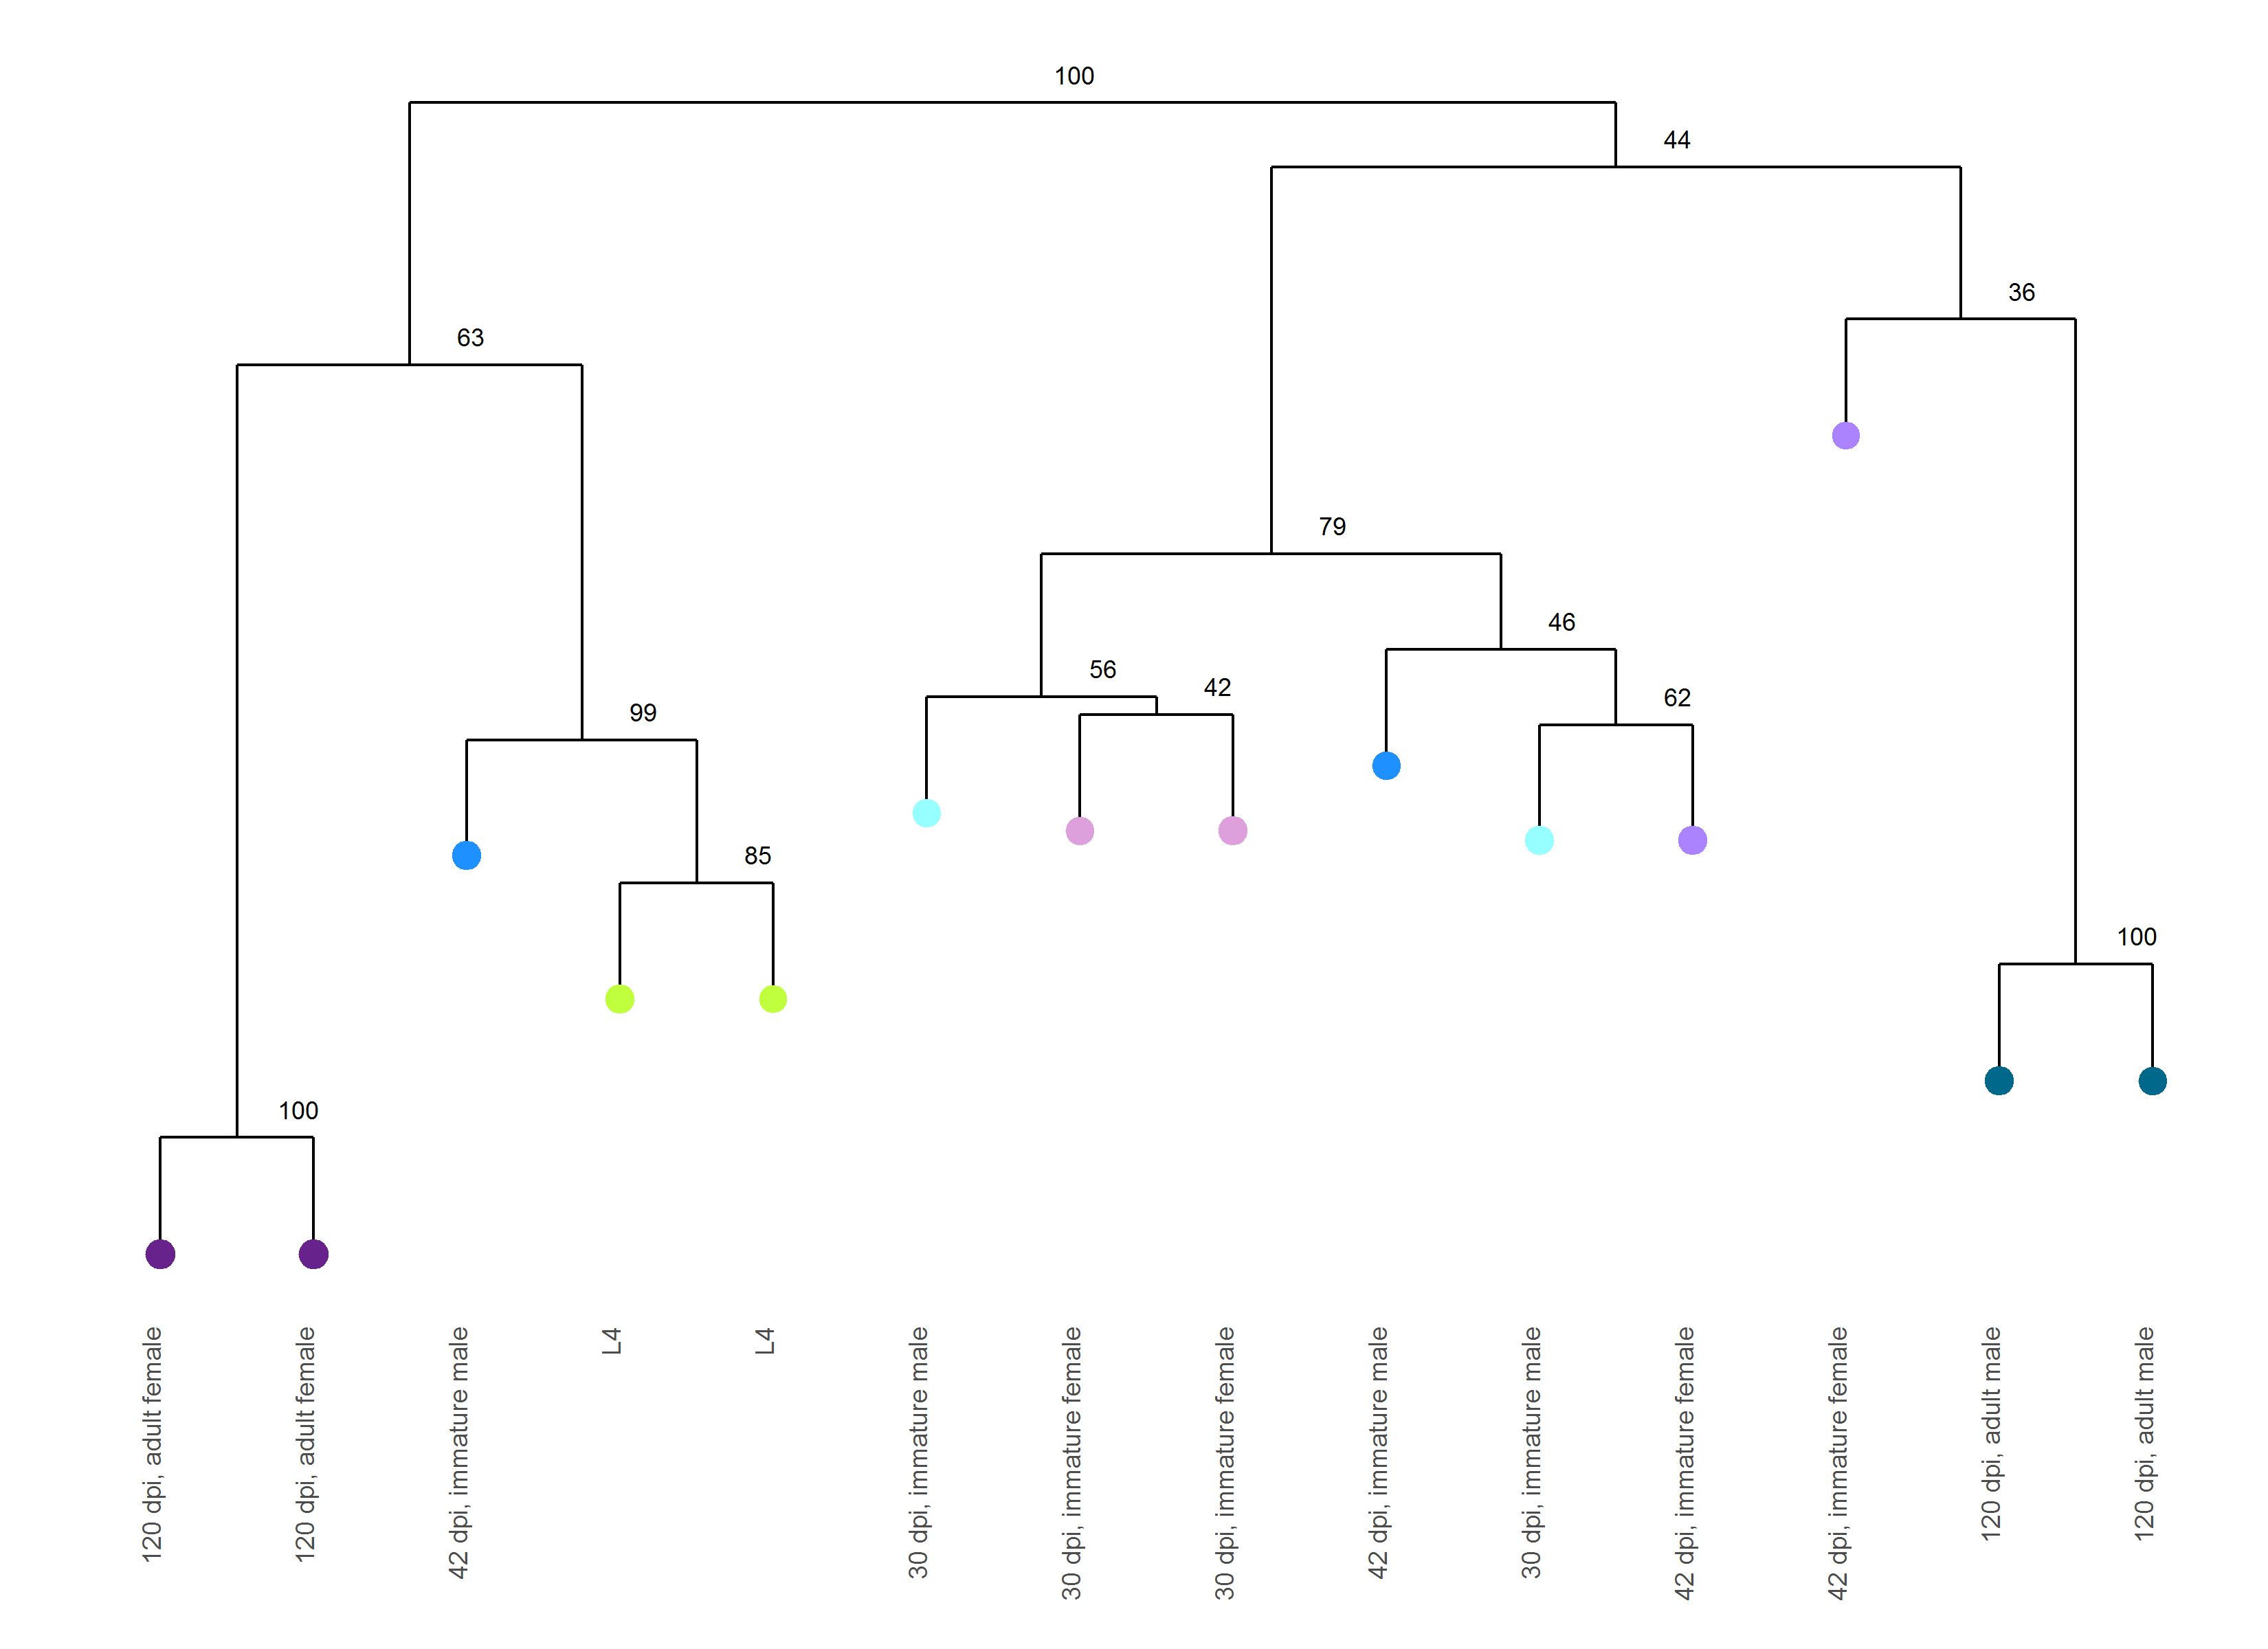 100
44
36
63
79
46
56
42
62
99
85
100
100
120 dpi, adult female
120 dpi, adult female
42 dpi, immature male
L4
L4
30 dpi, immature male
30 dpi, immature female
30 dpi, immature female
42 dpi, immature male
30 dpi, immature male
42 dpi, immature female
42 dpi, immature female
120 dpi, adult male
120 dpi, adult male